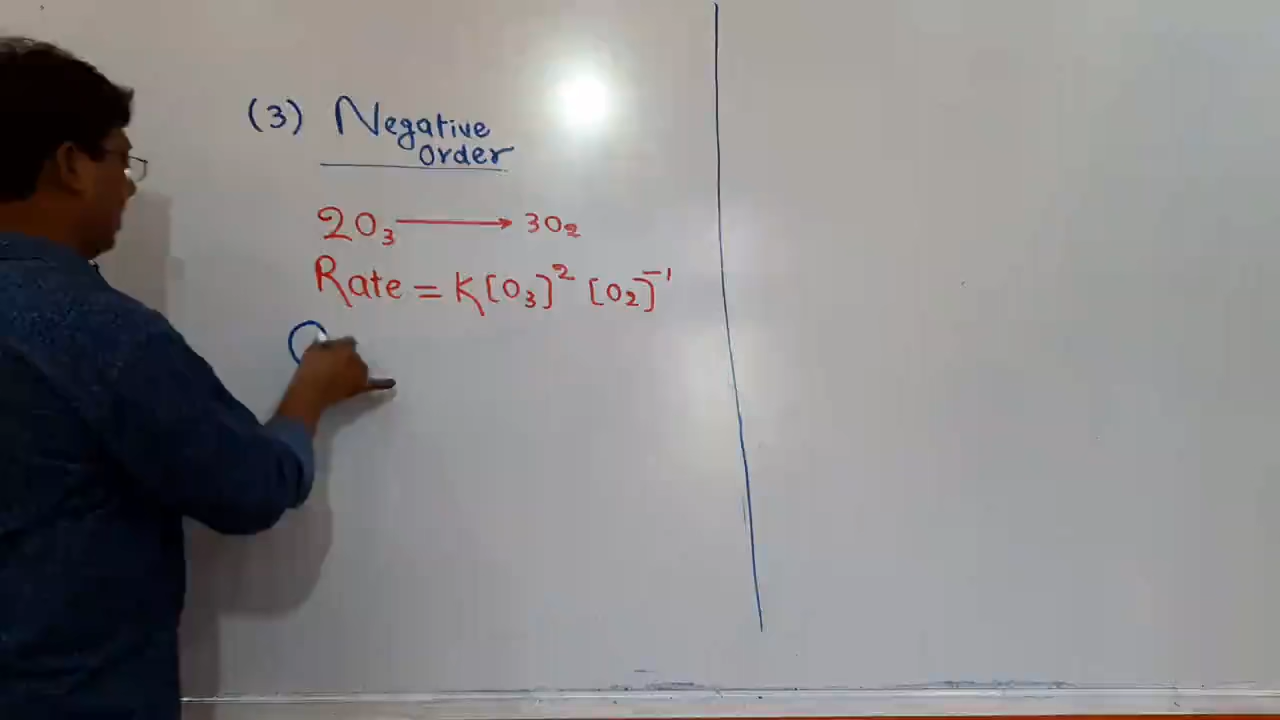 (3) Negative
order
2O₃ → 3O₂
Rate = K[O₃]² [O₂]⁻¹